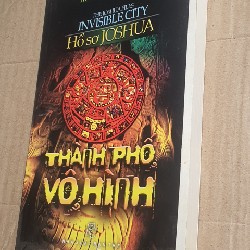 INVISIBLE CITY
Hồ sơ JOSHUA
THÀNH PHỐ
VÔ HÌNH